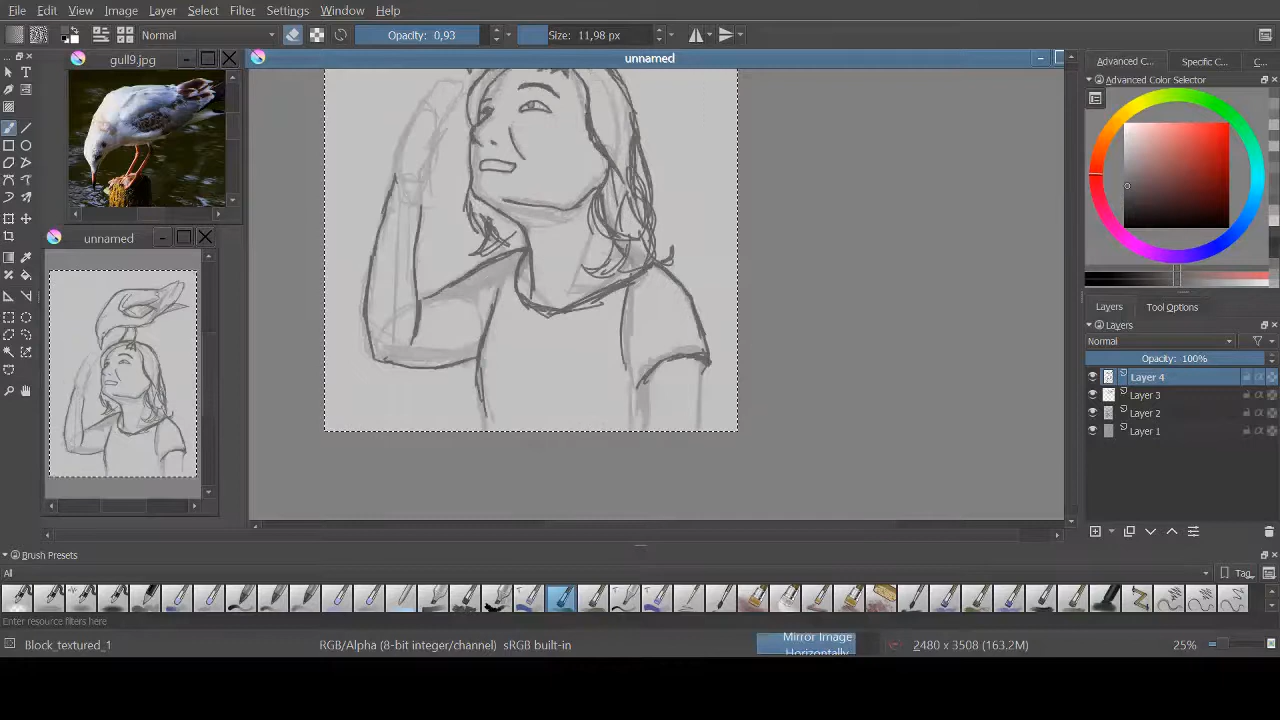 File Edit View Image Layer Select Filter Settings Window Help
Normal
Opacity: 0,93
Size: 11,98 px
gull9.jpg
unnamed
Advanced C...
Specific C...
C...
Advanced Color Selector
unnamed
Layers
Tool Options
Layers
Normal
Opacity: 100%
Layer 4
Layer 3
Layer 2
Layer 1
Brush Presets
All
Tag
Enter resource filters here
Block_textured_1
RGB/Alpha (8-bit integer/channel) sRGB built-in
Mirror Image
Horizontally
2480 x 3508 (163.2M)
25%